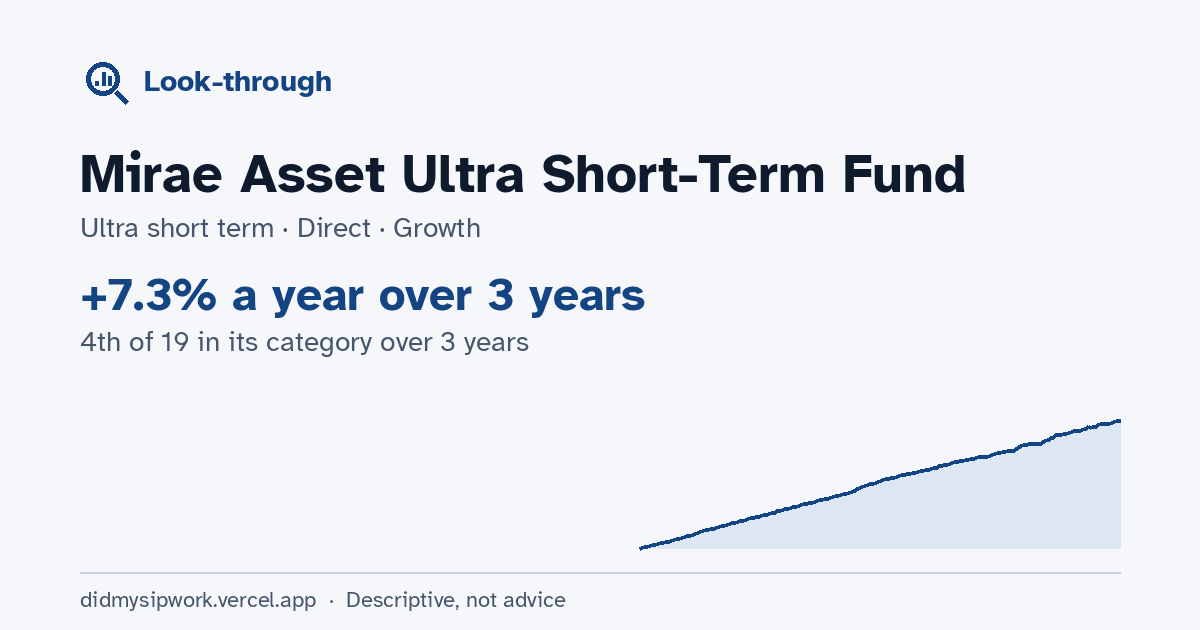 Look-through
Mirae Asset Ultra Short-Term Fund
Ultra short term · Direct · Growth
+7.3% a year over 3 years
4th of 19 in its category over 3 years
didmysipwork.vercel.app · Descriptive, not advice